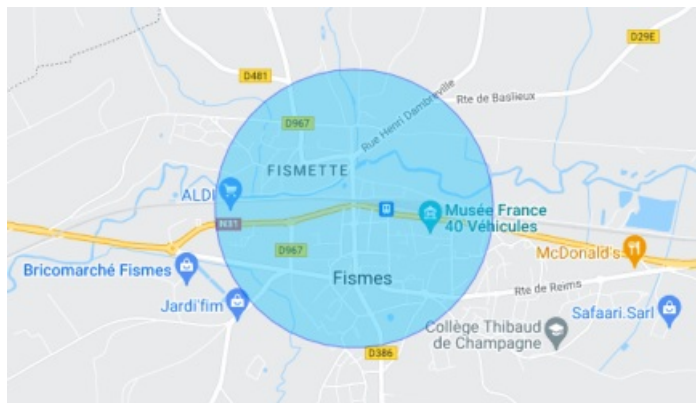 D29E
D481
Rte de Baslieux
Rue Henri Dambreville
D967
FISMETTE
ALDI
Musée France
40 Véhicules
N31
D967
McDonald's
Bricomarché Fismes
Fismes
Rte de Reims
Jardi'fim
Safaari.Sarl
Collège Thibaud
de Champagne
D386